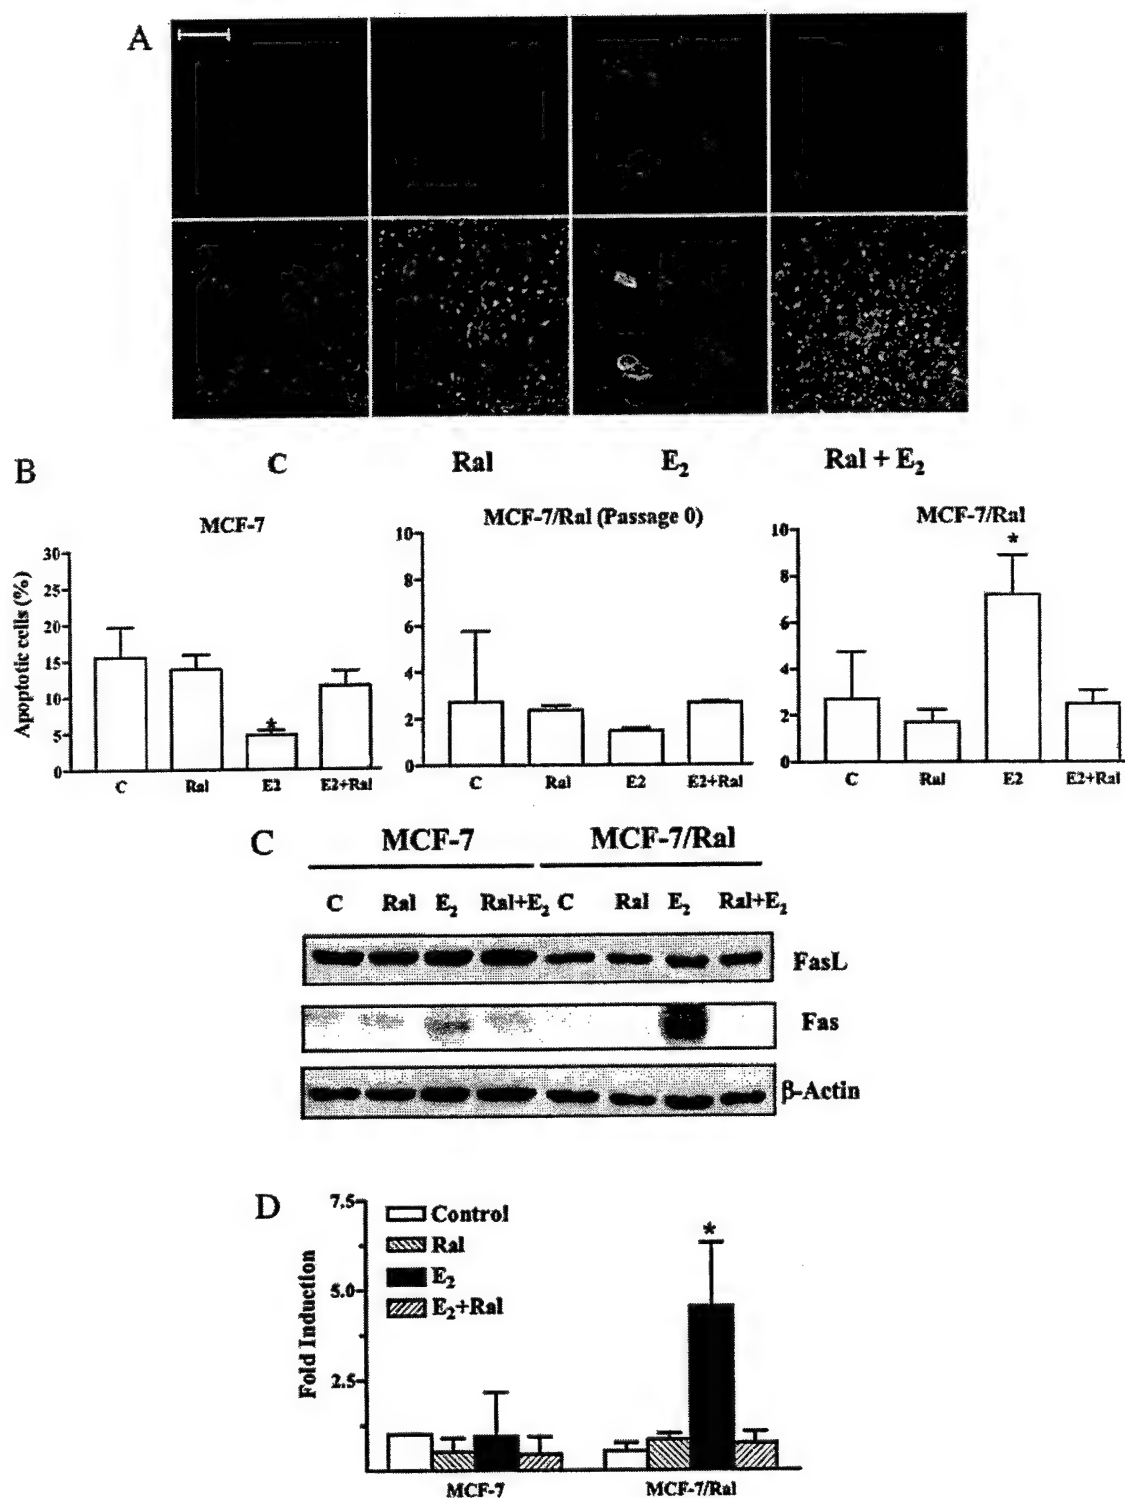 A
C Ral E2 Ral + E2
B
MCF-7
Apoptotic cells (%)
30
25
20
15
10
5
0
C Ral E2 E2+Ral
*
MCF-7/Ral (Passage 0)
10
8
6
4
2
0
C Ral E2 E2+Ral
MCF-7/Ral
10
8
6
4
2
0
*
C Ral E2 E2+Ral
C
MCF-7 MCF-7/Ral
C Ral E2 Ral+E2 C Ral E2 Ral+E2
FasL
Fas
β-Actin
D
Fold Induction
7.5
5.0
2.5
Control
Ral
E2
E2+Ral
*
MCF-7 MCF-7/Ral